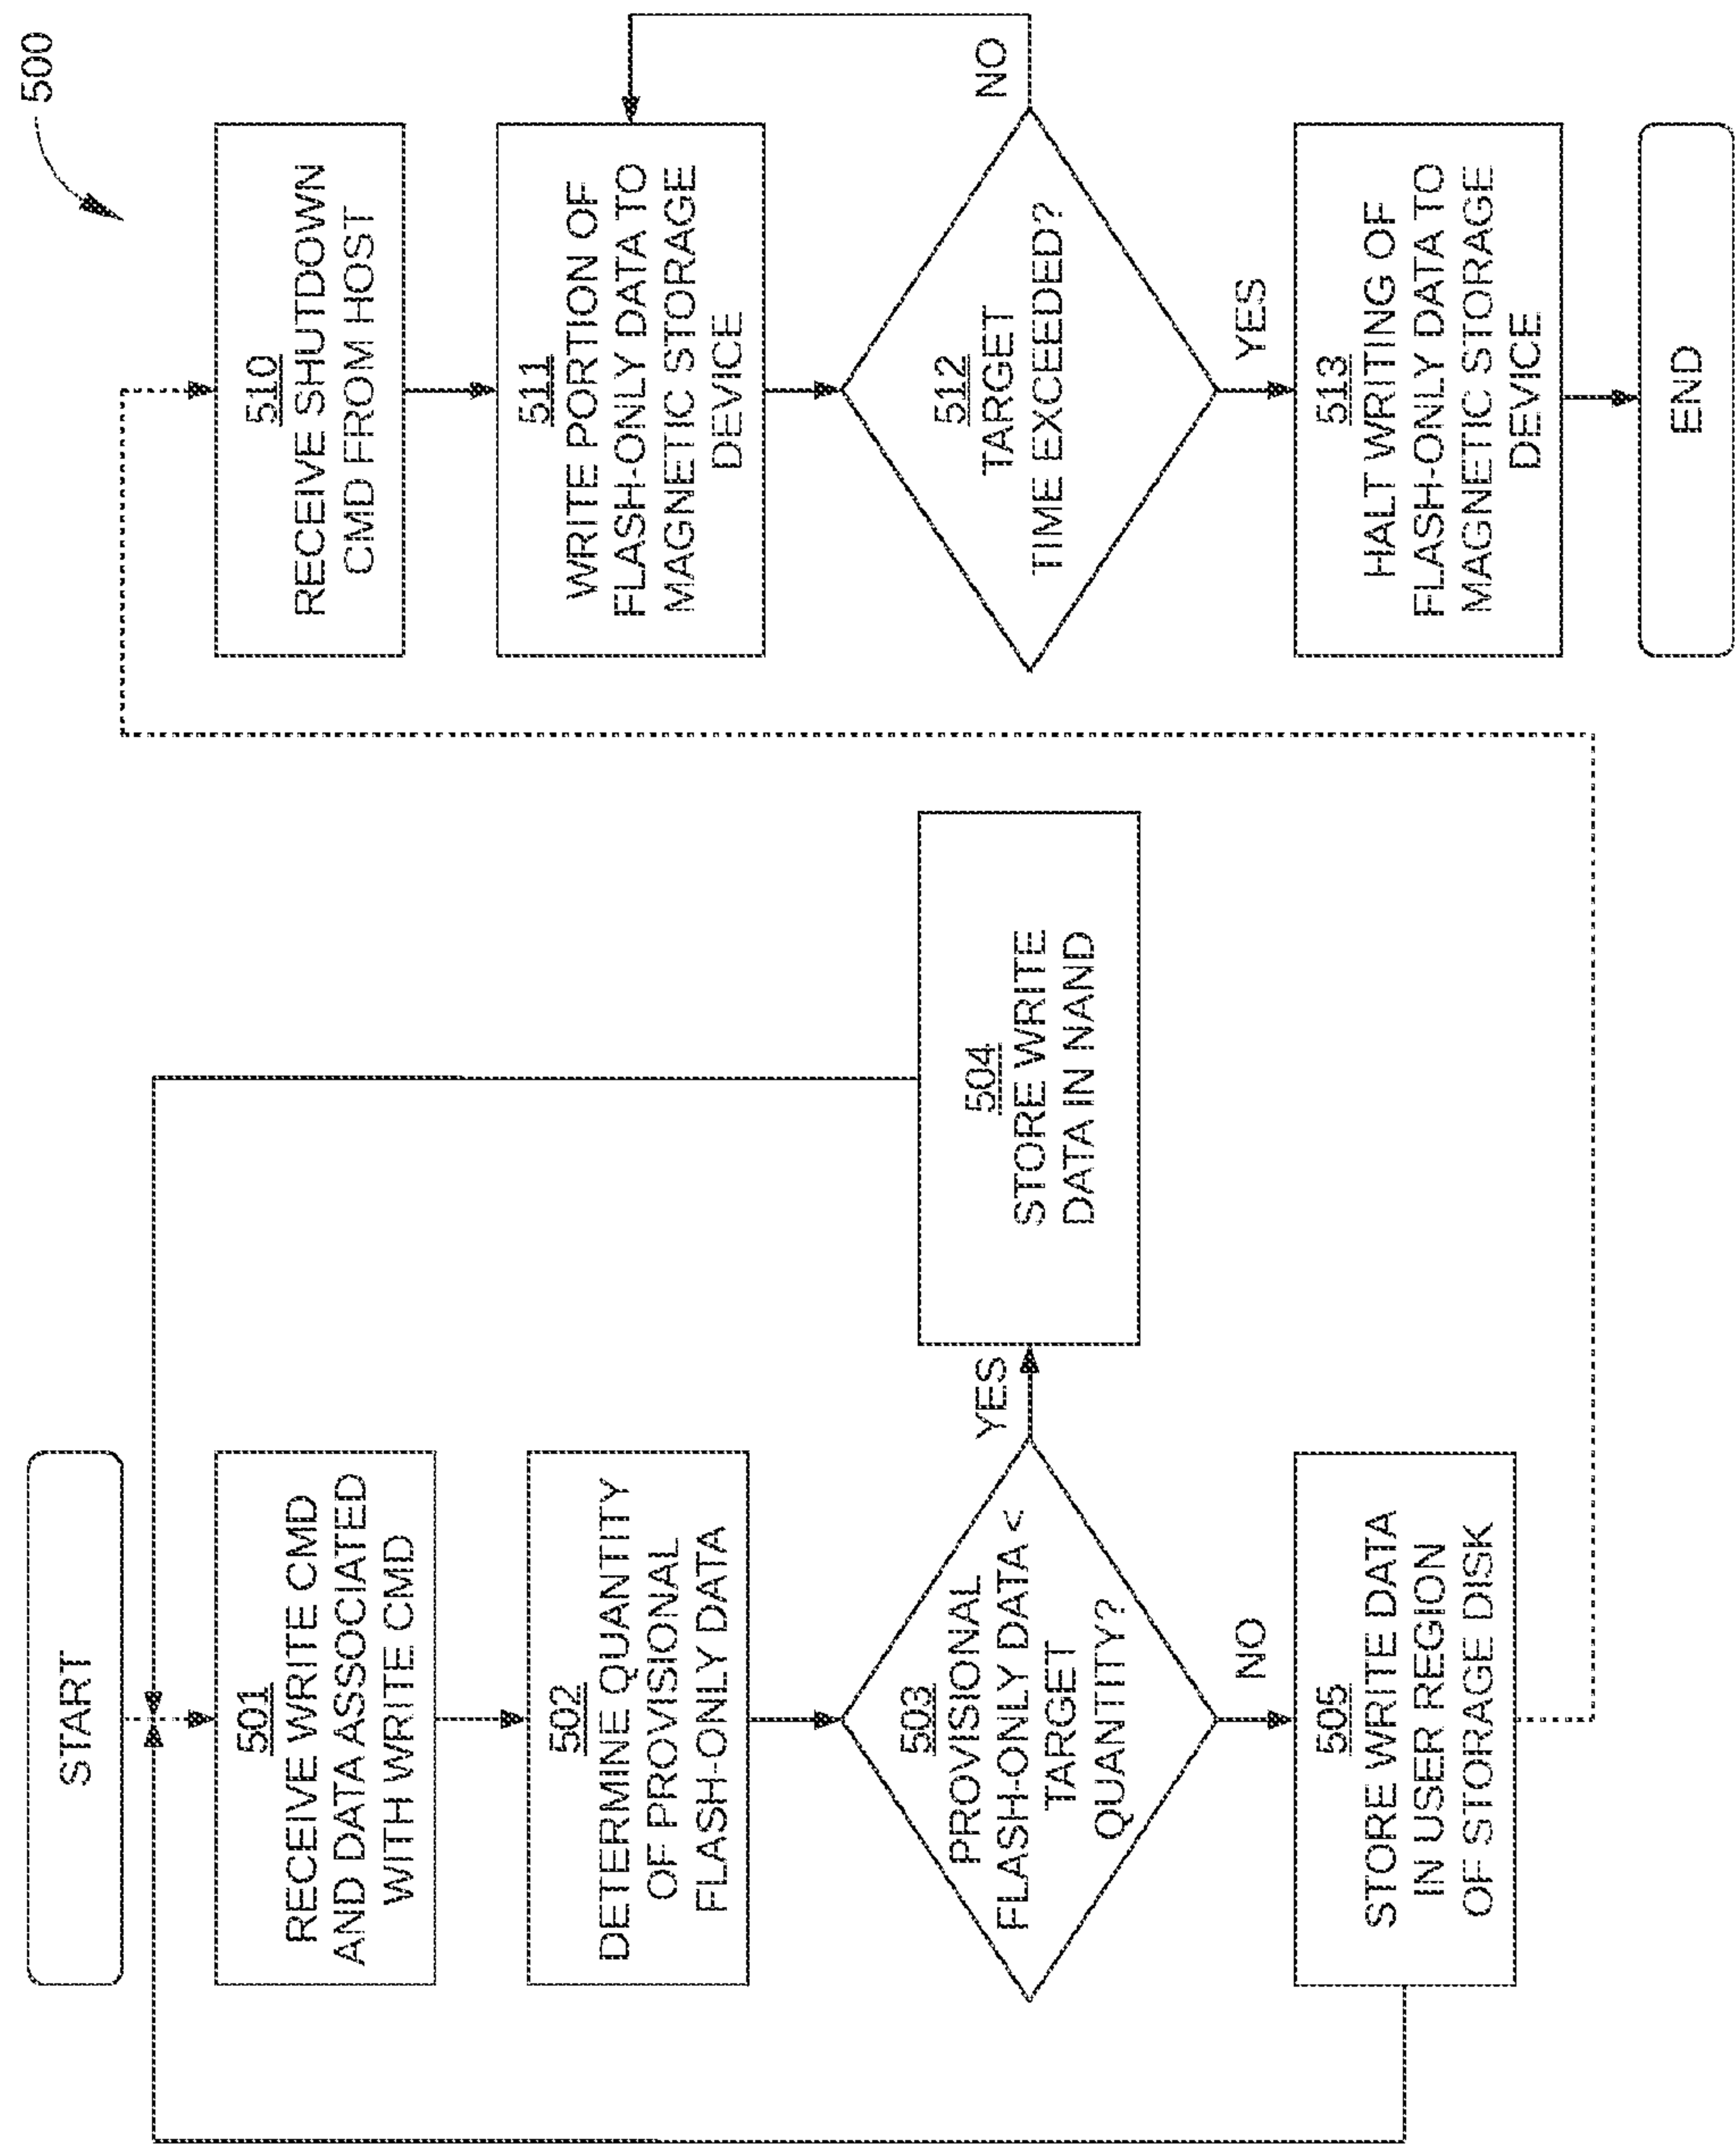 500
START
501
RECEIVE WRITE CMD
AND DATA ASSOCIATED
WITH WRITE CMD
502
DETERMINE QUANTITY
OF PROVISIONAL
FLASH-ONLY DATA
503
PROVISIONAL
FLASH-ONLY DATA <
TARGET
QUANTITY?
YES
NO
504
STORE WRITE
DATA IN NAND
505
STORE WRITE DATA
IN USER REGION
OF STORAGE DISK
510
RECEIVE SHUTDOWN
CMD FROM HOST
511
WRITE PORTION OF
FLASH-ONLY DATA TO
MAGNETIC STORAGE
DEVICE
512
TARGET
TIME EXCEEDED?
NO
YES
513
HALT WRITING OF
FLASH-ONLY DATA TO
MAGNETIC STORAGE
DEVICE
END